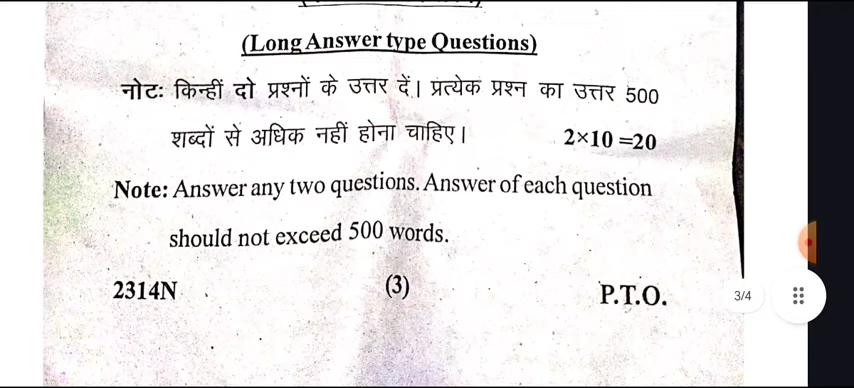 (Long Answer type Questions)
नोटः किन्हीं दो प्रश्नों के उत्तर दें। प्रत्येक प्रश्न का उत्तर 500
शब्दों से अधिक नहीं होना चाहिए। 2×10 =20
Note: Answer any two questions. Answer of each question
should not exceed 500 words.
2314N (3) P.T.O.
3/4